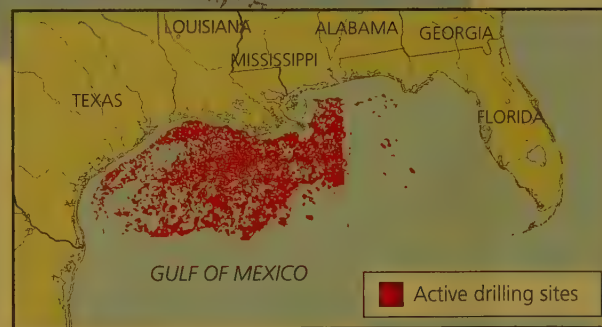 LOUISIANA
ALABAMA
GEORGIA
MISSISSIPPI
TEXAS
FLORIDA
GULF OF MEXICO
Active drilling sites